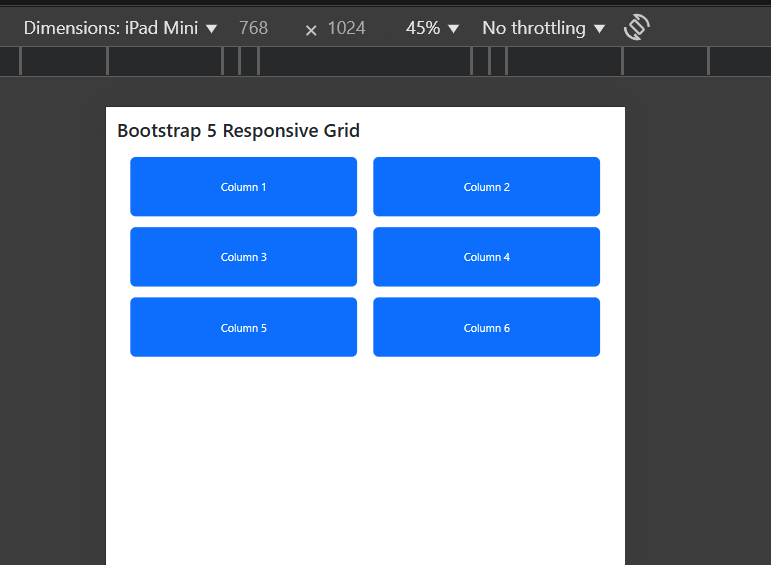 Dimensions: iPad Mini ▼ 768 × 1024 45% ▼ No throttling ▼
Bootstrap 5 Responsive Grid
Column 1 Column 2
Column 3 Column 4
Column 5 Column 6